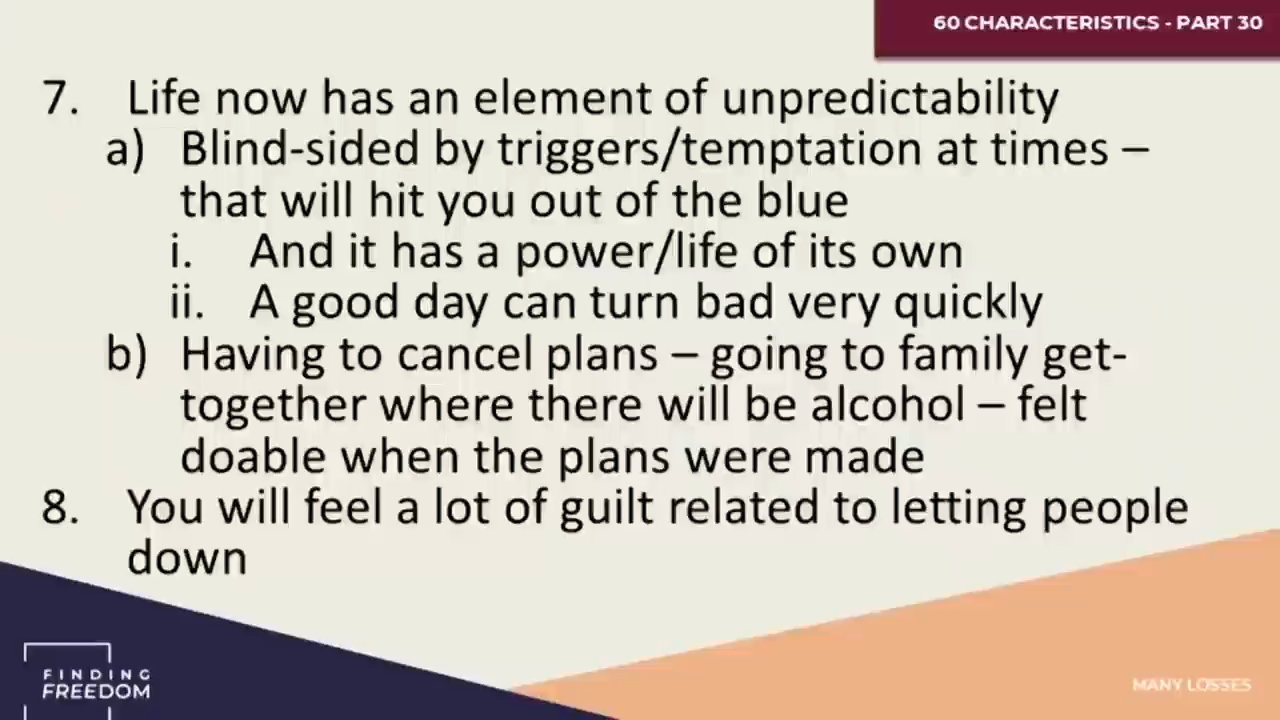 60 CHARACTERISTICS - PART 30
7. Life now has an element of unpredictability
a) Blind-sided by triggers/temptation at times –
that will hit you out of the blue
i. And it has a power/life of its own
ii. A good day can turn bad very quickly
b) Having to cancel plans – going to family get-
together where there will be alcohol – felt
doable when the plans were made
8. You will feel a lot of guilt related to letting people
down
FINDING
FREEDOM
MANY LOSSES